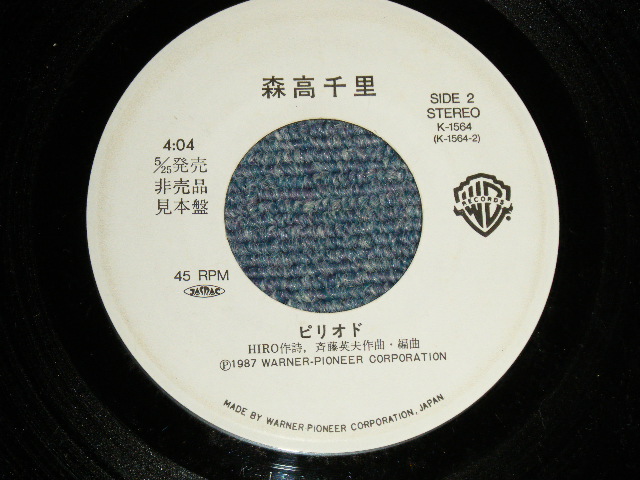 森高千里
SIDE 2
STEREO
K-1564
(K-1564-2)
4:04
5/25発売
非売品
見本盤
RECORDS
®
45 RPM
JASRAC
ピリオド
HIRO作詩, 斉藤英夫作曲・編曲
℗1987 WARNER-PIONEER CORPORATION
MADE BY WARNER-PIONEER CORPORATION, JAPAN